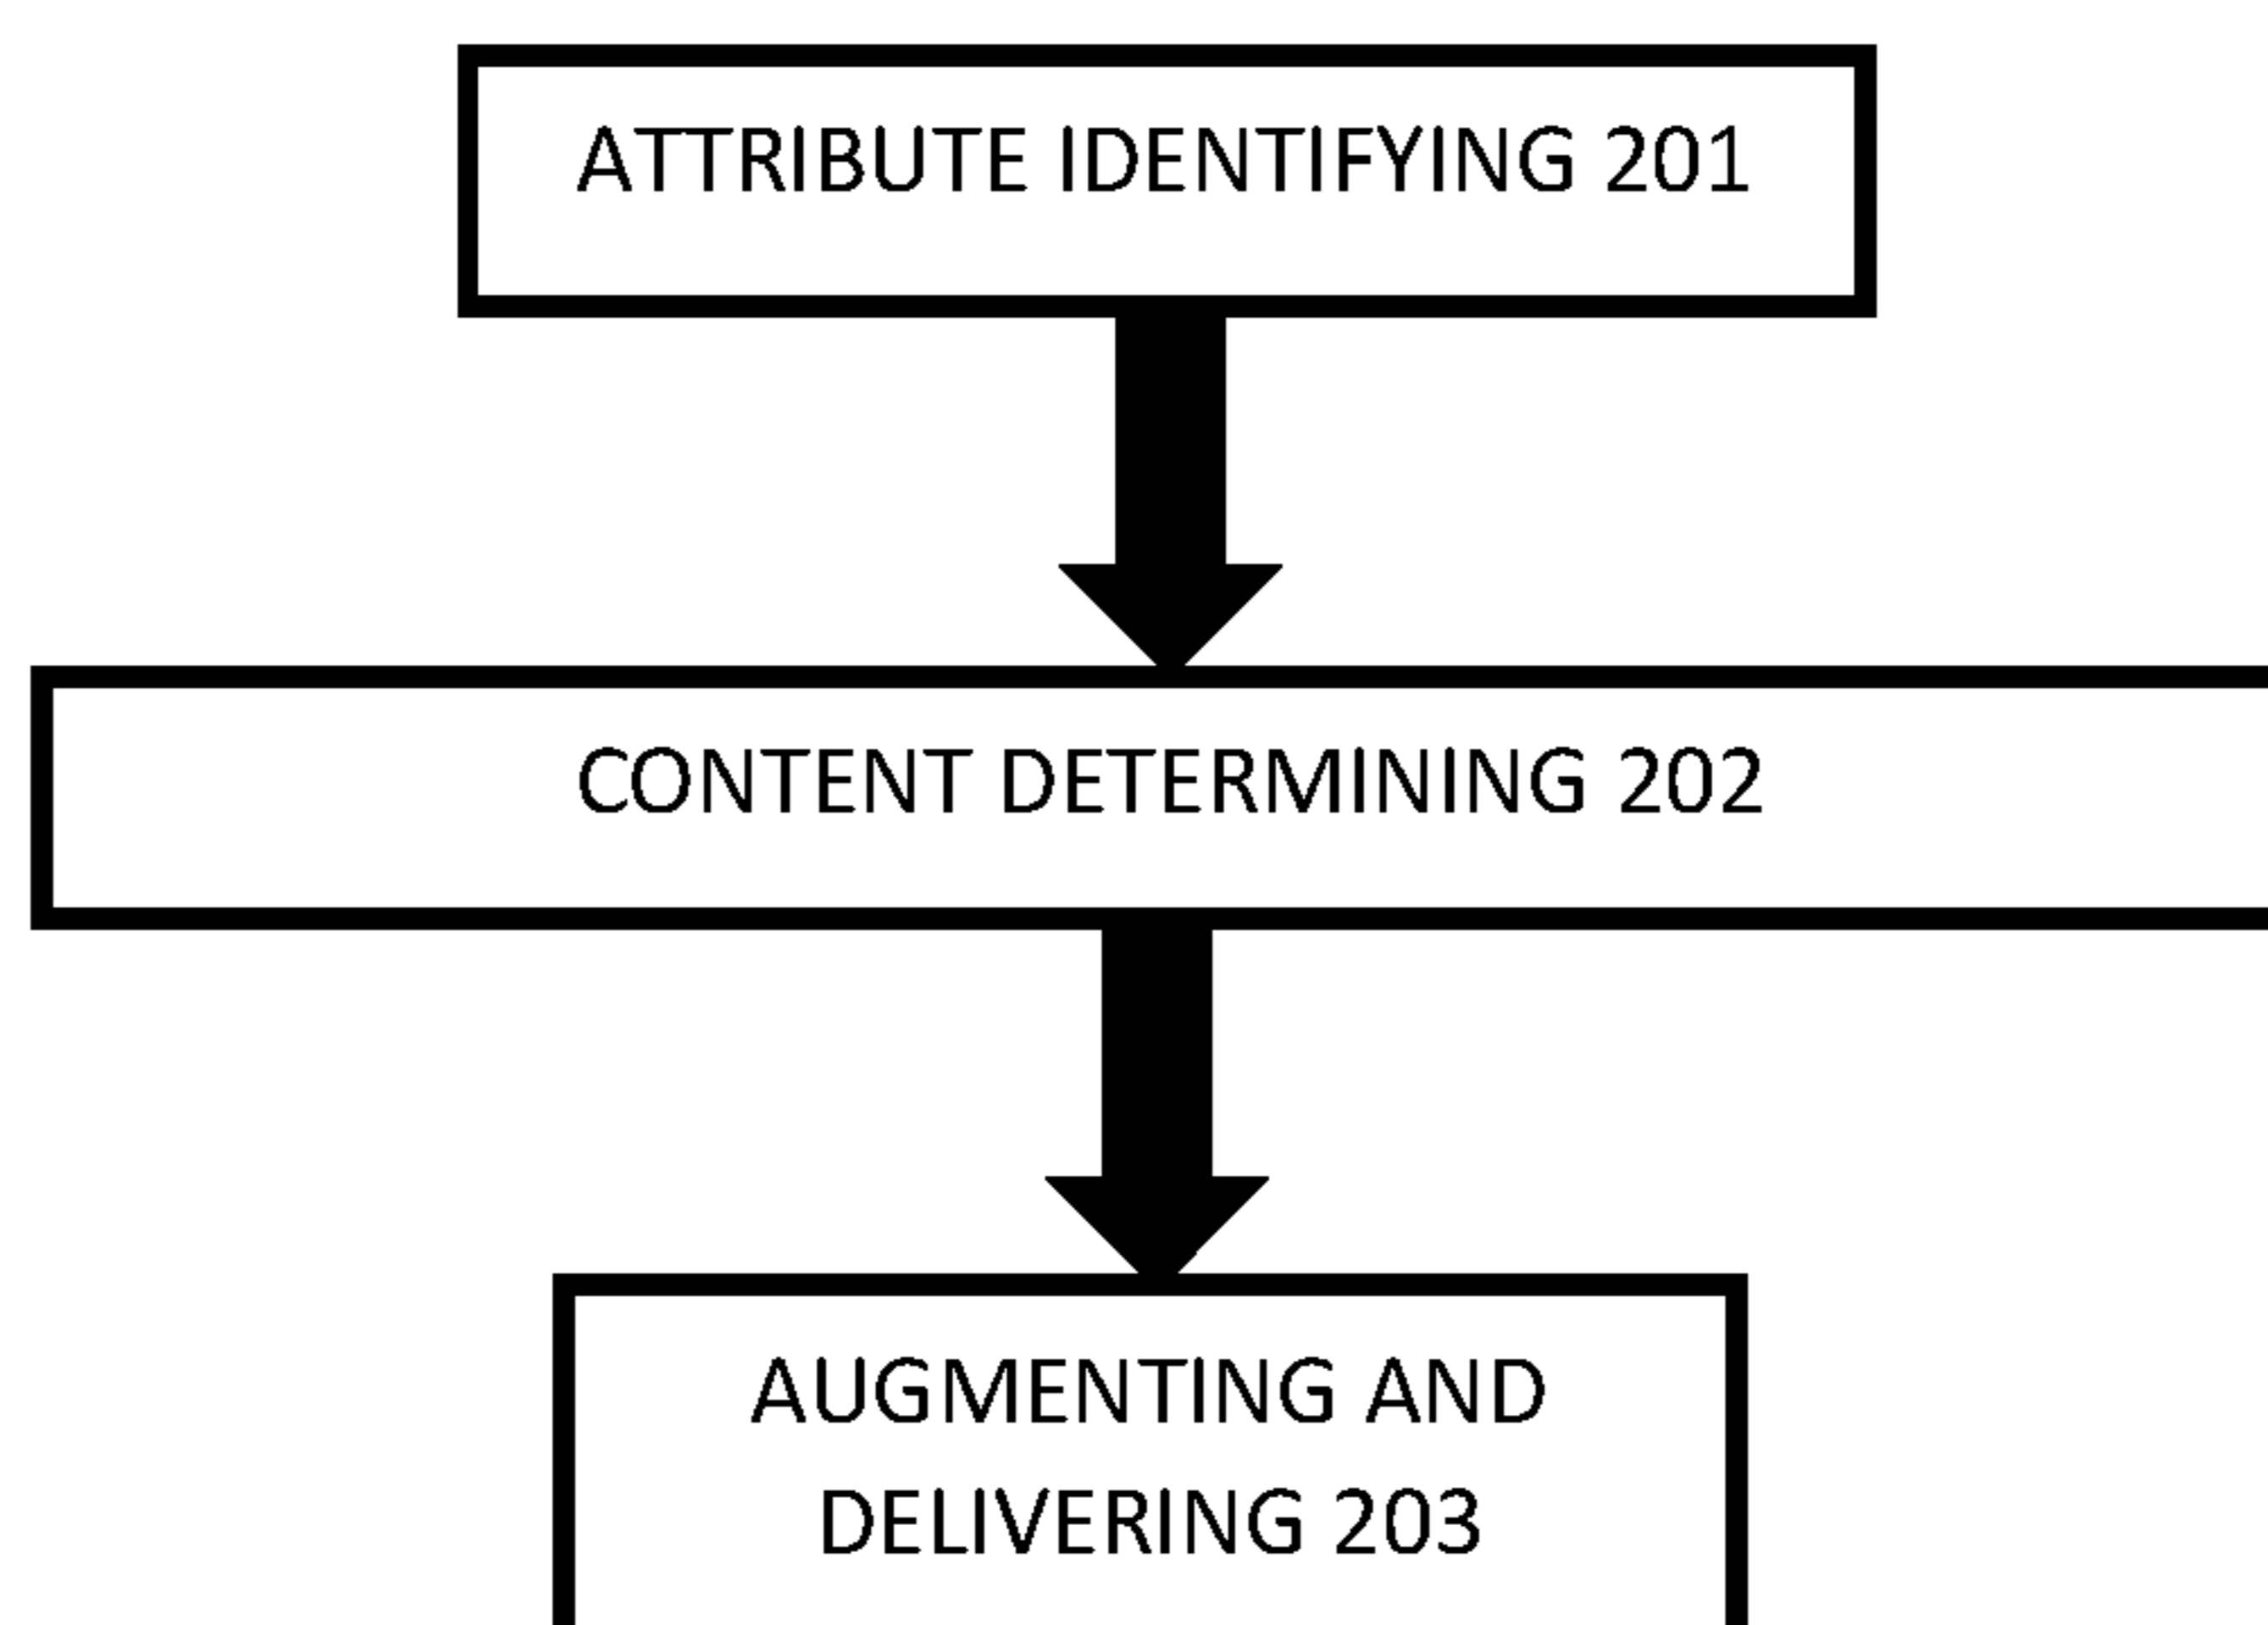 ATTRIBUTE IDENTIFYING 201
CONTENT DETERMINING 202
AUGMENTING AND
DELIVERING 203